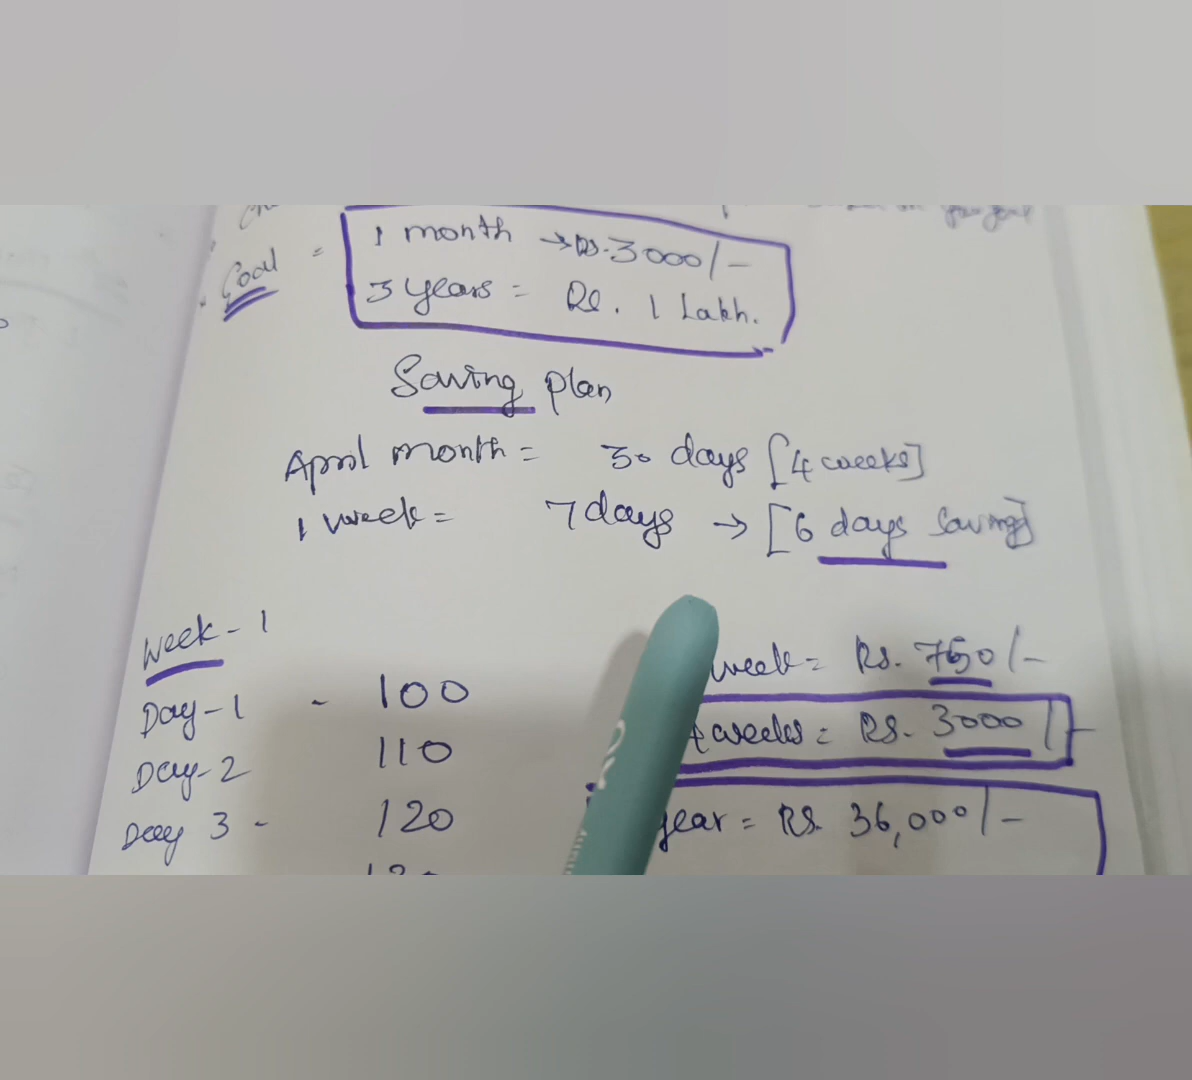 Goal = 1 month → Rs. 3000/-
3 years = Rs. 1 Lakh.
Saving plan
April month = 30 days [4 weeks]
1 week = 7 days → [6 days saving]
Week - 1
week = Rs. 750/-
Day-1 - 100
4 weeks = Rs. 3000/-
Day-2 110
Day 3 - 120
year = Rs. 36,000/-